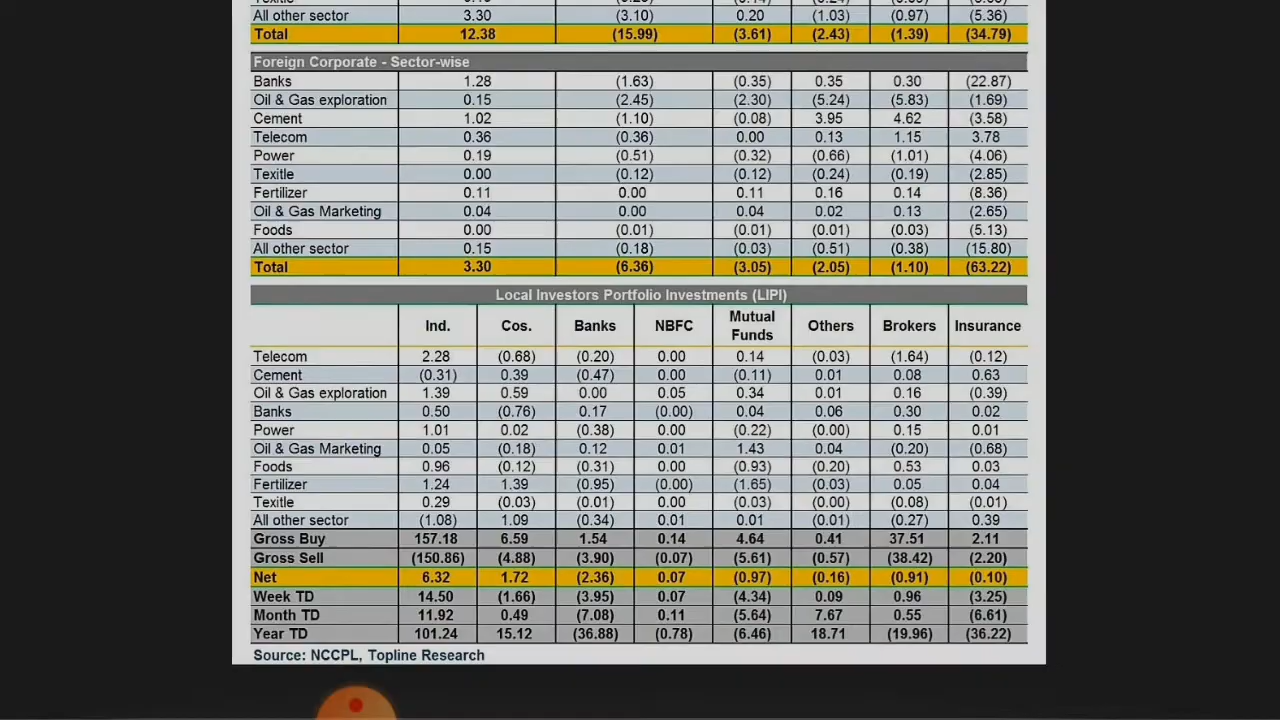 All other sector 3.30 (3.10) 0.20 (1.03) (0.97) (5.36)
Total 12.38 (15.99) (3.61) (2.43) (1.39) (34.79)
Foreign Corporate - Sector-wise
Banks 1.28 (1.63) (0.35) 0.35 0.30 (22.87)
Oil & Gas exploration 0.15 (2.45) (2.30) (5.24) (5.83) (1.69)
Cement 1.02 (1.10) (0.08) 3.95 4.62 (3.58)
Telecom 0.36 (0.36) 0.00 0.13 1.15 3.78
Power 0.19 (0.51) (0.32) (0.66) (1.01) (4.06)
Texitle 0.00 (0.12) (0.12) (0.24) (0.19) (2.85)
Fertilizer 0.11 0.00 0.11 0.16 0.14 (8.36)
Oil & Gas Marketing 0.04 0.00 0.04 0.02 0.13 (2.65)
Foods 0.00 (0.01) (0.01) (0.01) (0.03) (5.13)
All other sector 0.15 (0.18) (0.03) (0.51) (0.38) (15.80)
Total 3.30 (6.36) (3.05) (2.05) (1.10) (63.22)
Local Investors Portfolio Investments (LIPI)
Ind. Cos. Banks NBFC Mutual Funds Others Brokers Insurance
Telecom 2.28 (0.68) (0.20) 0.00 0.14 (0.03) (1.64) (0.12)
Cement (0.31) 0.39 (0.47) 0.00 (0.11) 0.01 0.08 0.63
Oil & Gas exploration 1.39 0.59 0.00 0.05 0.34 0.01 0.16 (0.39)
Banks 0.50 (0.76) 0.17 (0.00) 0.04 0.06 0.30 0.02
Power 1.01 0.02 (0.38) 0.00 (0.22) (0.00) 0.15 0.01
Oil & Gas Marketing 0.05 (0.18) 0.12 0.01 1.43 0.04 (0.20) (0.68)
Foods 0.96 (0.12) (0.31) 0.00 (0.93) (0.20) 0.53 0.03
Fertilizer 1.24 1.39 (0.95) (0.00) (1.65) (0.03) 0.05 0.04
Texitle 0.29 (0.03) (0.01) 0.00 (0.03) (0.00) (0.08) (0.01)
All other sector (1.08) 1.09 (0.34) 0.01 0.01 (0.01) (0.27) 0.39
Gross Buy 157.18 6.59 1.54 0.14 4.64 0.41 37.51 2.11
Gross Sell (150.86) (4.88) (3.90) (0.07) (5.61) (0.57) (38.42) (2.20)
Net 6.32 1.72 (2.36) 0.07 (0.97) (0.16) (0.91) (0.10)
Week TD 14.50 (1.66) (3.95) 0.07 (4.34) 0.09 0.96 (3.25)
Month TD 11.92 0.49 (7.08) 0.11 (5.64) 7.67 0.55 (6.61)
Year TD 101.24 15.12 (36.88) (0.78) (6.46) 18.71 (19.96) (36.22)
Source: NCCPL, Topline Research